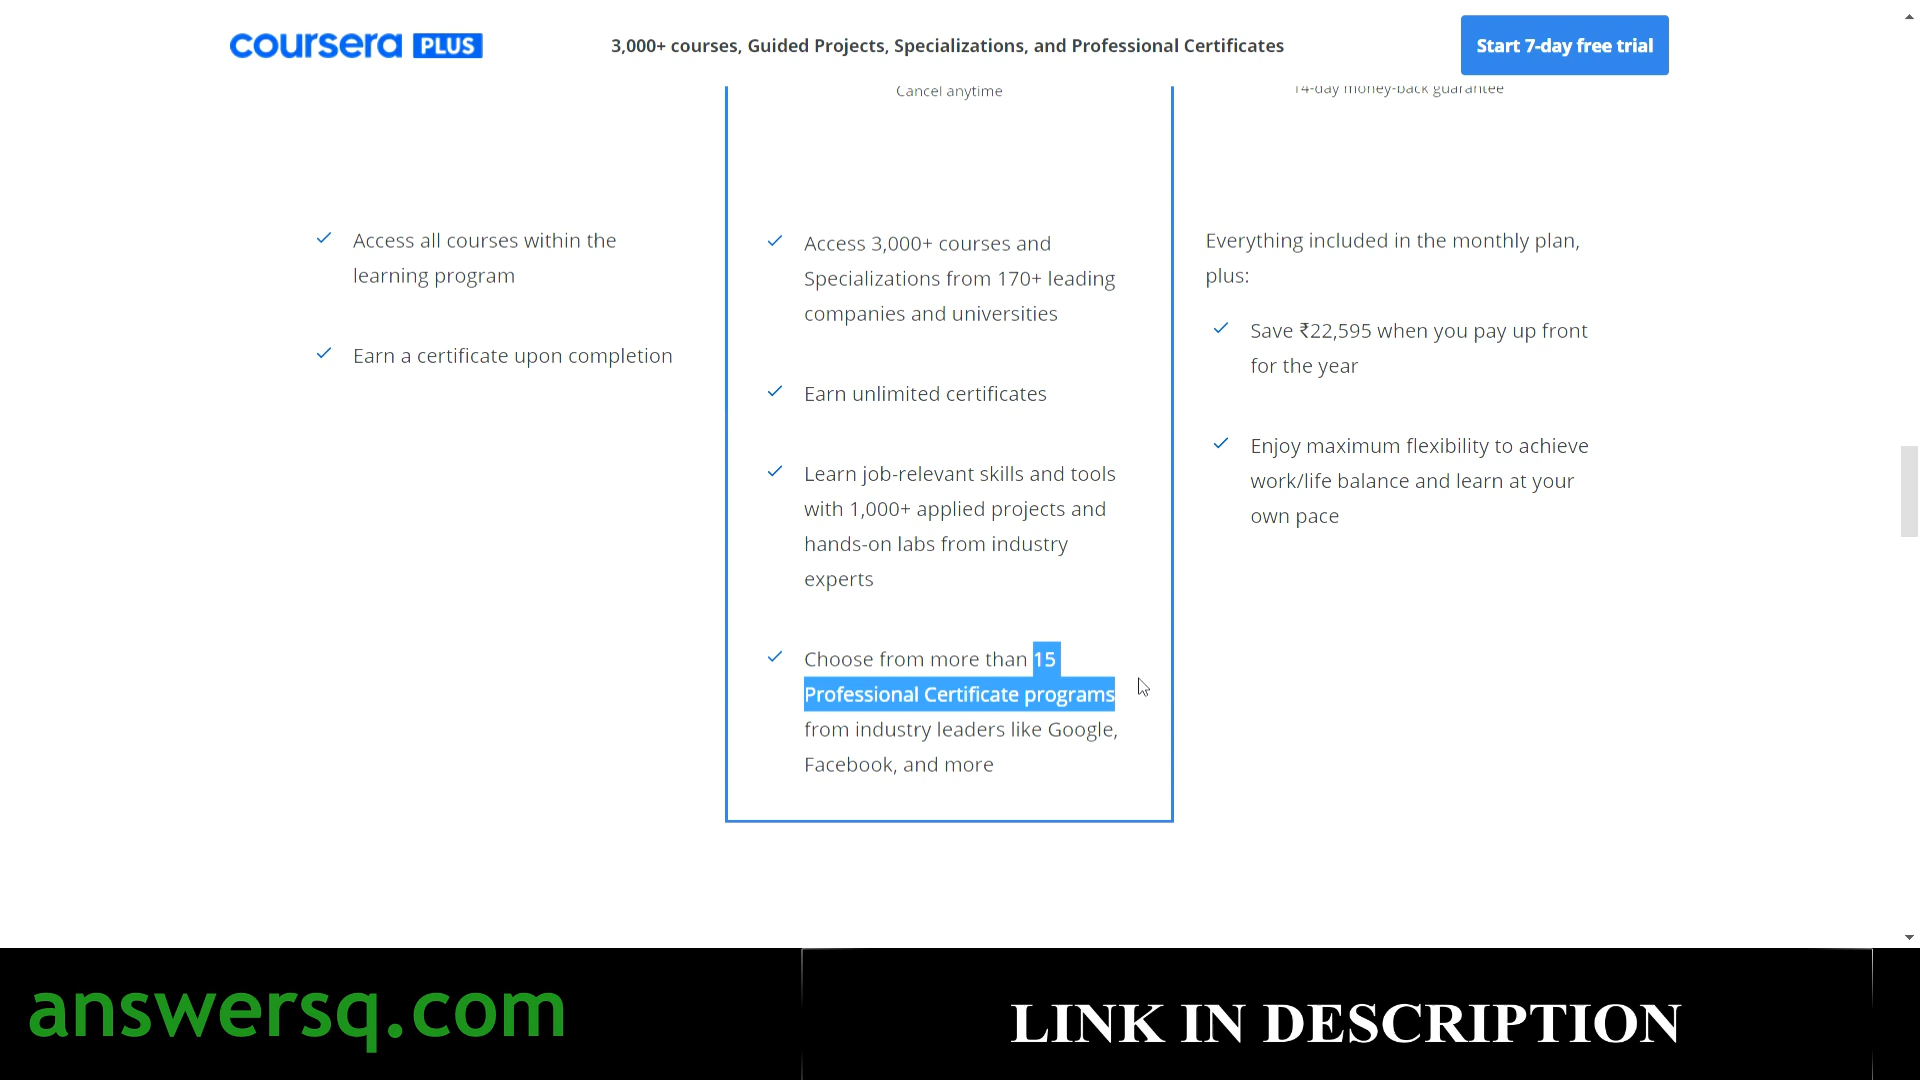 coursera PLUS
3,000+ courses, Guided Projects, Specializations, and Professional Certificates
Start 7-day free trial
Cancel anytime
14-day money-back guarantee
Access all courses within the
learning program
Earn a certificate upon completion
Access 3,000+ courses and
Specializations from 170+ leading
companies and universities
Earn unlimited certificates
Learn job-relevant skills and tools
with 1,000+ applied projects and
hands-on labs from industry
experts
Choose from more than 15
Professional Certificate programs
from industry leaders like Google,
Facebook, and more
Everything included in the monthly plan,
plus:
Save ₹22,595 when you pay up front
for the year
Enjoy maximum flexibility to achieve
work/life balance and learn at your
own pace
answersq.com
LINK IN DESCRIPTION